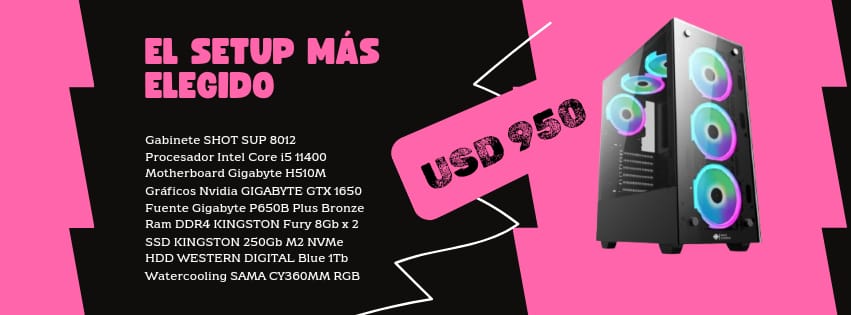 EL SETUP MÁS
ELEGIDO
Gabinete SHOT SUP 8012
Procesador Intel Core i5 11400
Motherboard Gigabyte H510M
Gráficos Nvidia GIGABYTE GTX 1650
Fuente Gigabyte P650B Plus Bronze
Ram DDR4 KINGSTON Fury 8Gb x 2
SSD KINGSTON 250Gb M2 NVMe
HDD WESTERN DIGITAL Blue 1Tb
Watercooling SAMA CY360MM RGB
USD 950